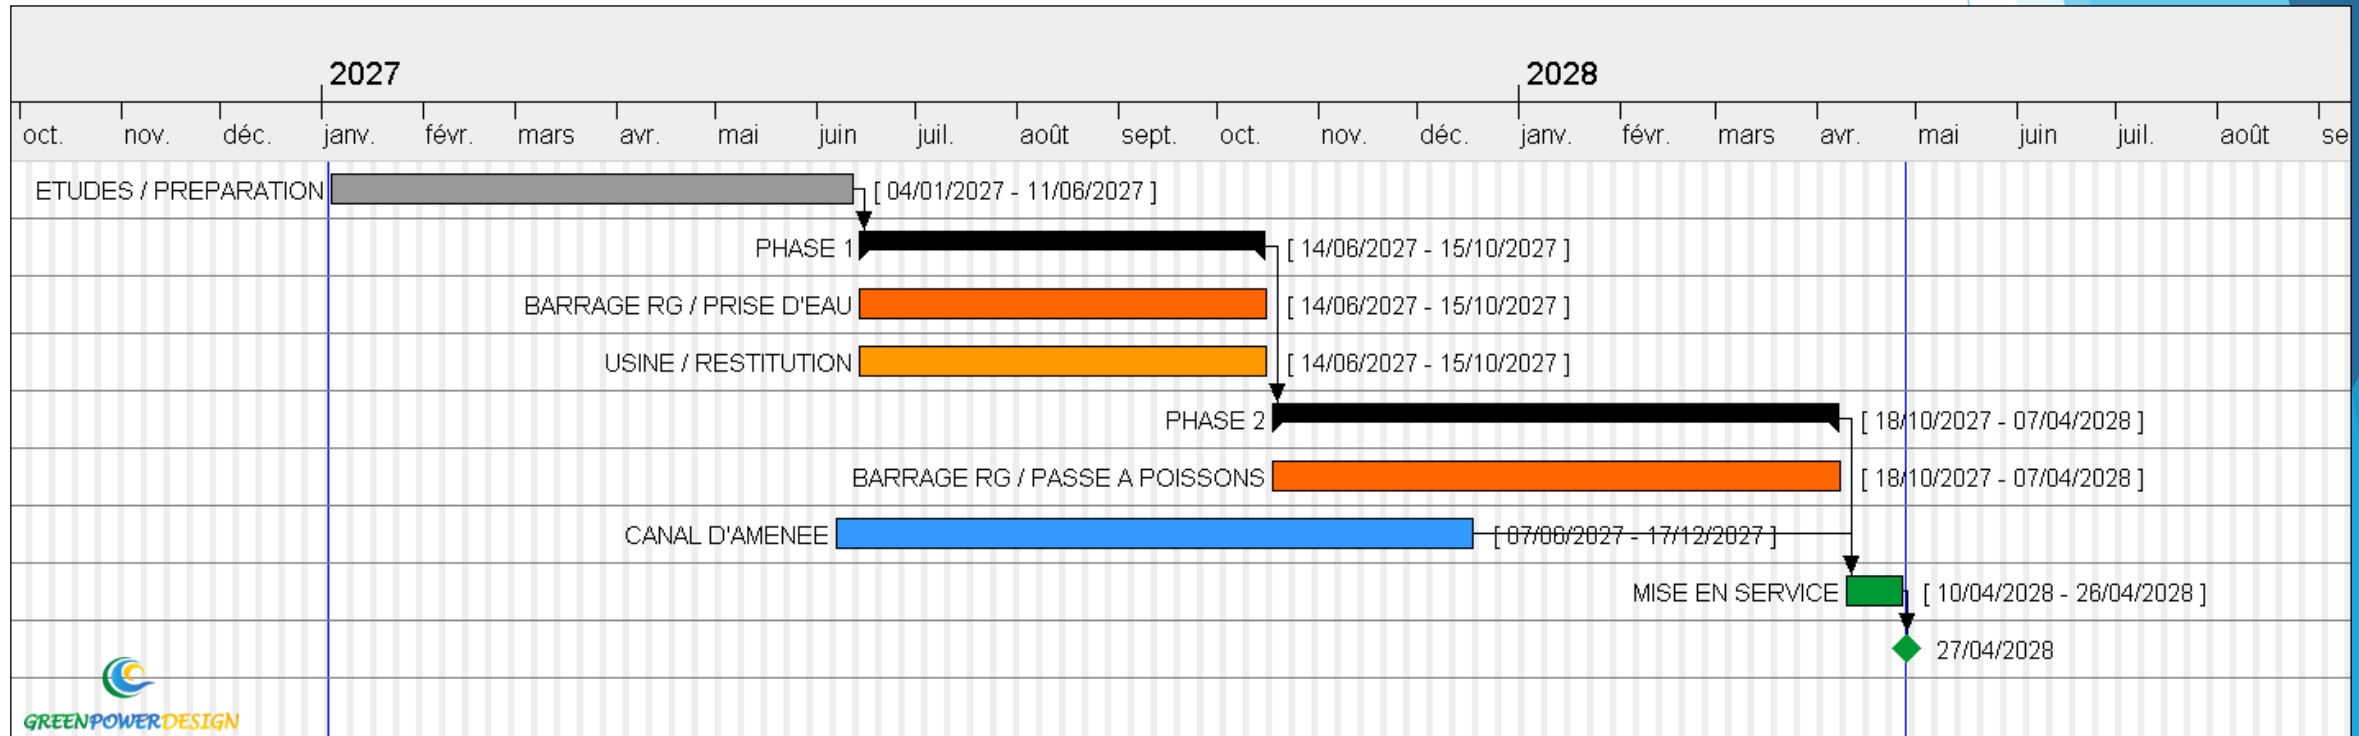 2027 2028
oct. nov. déc. janv. févr. mars avr. mai juin juil. août sept. oct. nov. déc. janv. févr. mars avr. mai juin juil. août se
ETUDES / PREPARATION [ 04/01/2027 - 11/06/2027 ]
PHASE 1 [ 14/06/2027 - 15/10/2027 ]
BARRAGE RG / PRISE D'EAU [ 14/06/2027 - 15/10/2027 ]
USINE / RESTITUTION [ 14/06/2027 - 15/10/2027 ]
PHASE 2 [ 18/10/2027 - 07/04/2028 ]
BARRAGE RG / PASSE A POISSONS [ 18/10/2027 - 07/04/2028 ]
CANAL D'AMENEE [ 07/06/2027 - 17/12/2027 ]
MISE EN SERVICE [ 10/04/2028 - 26/04/2028 ]
27/04/2028
GREENPOWERDESIGN